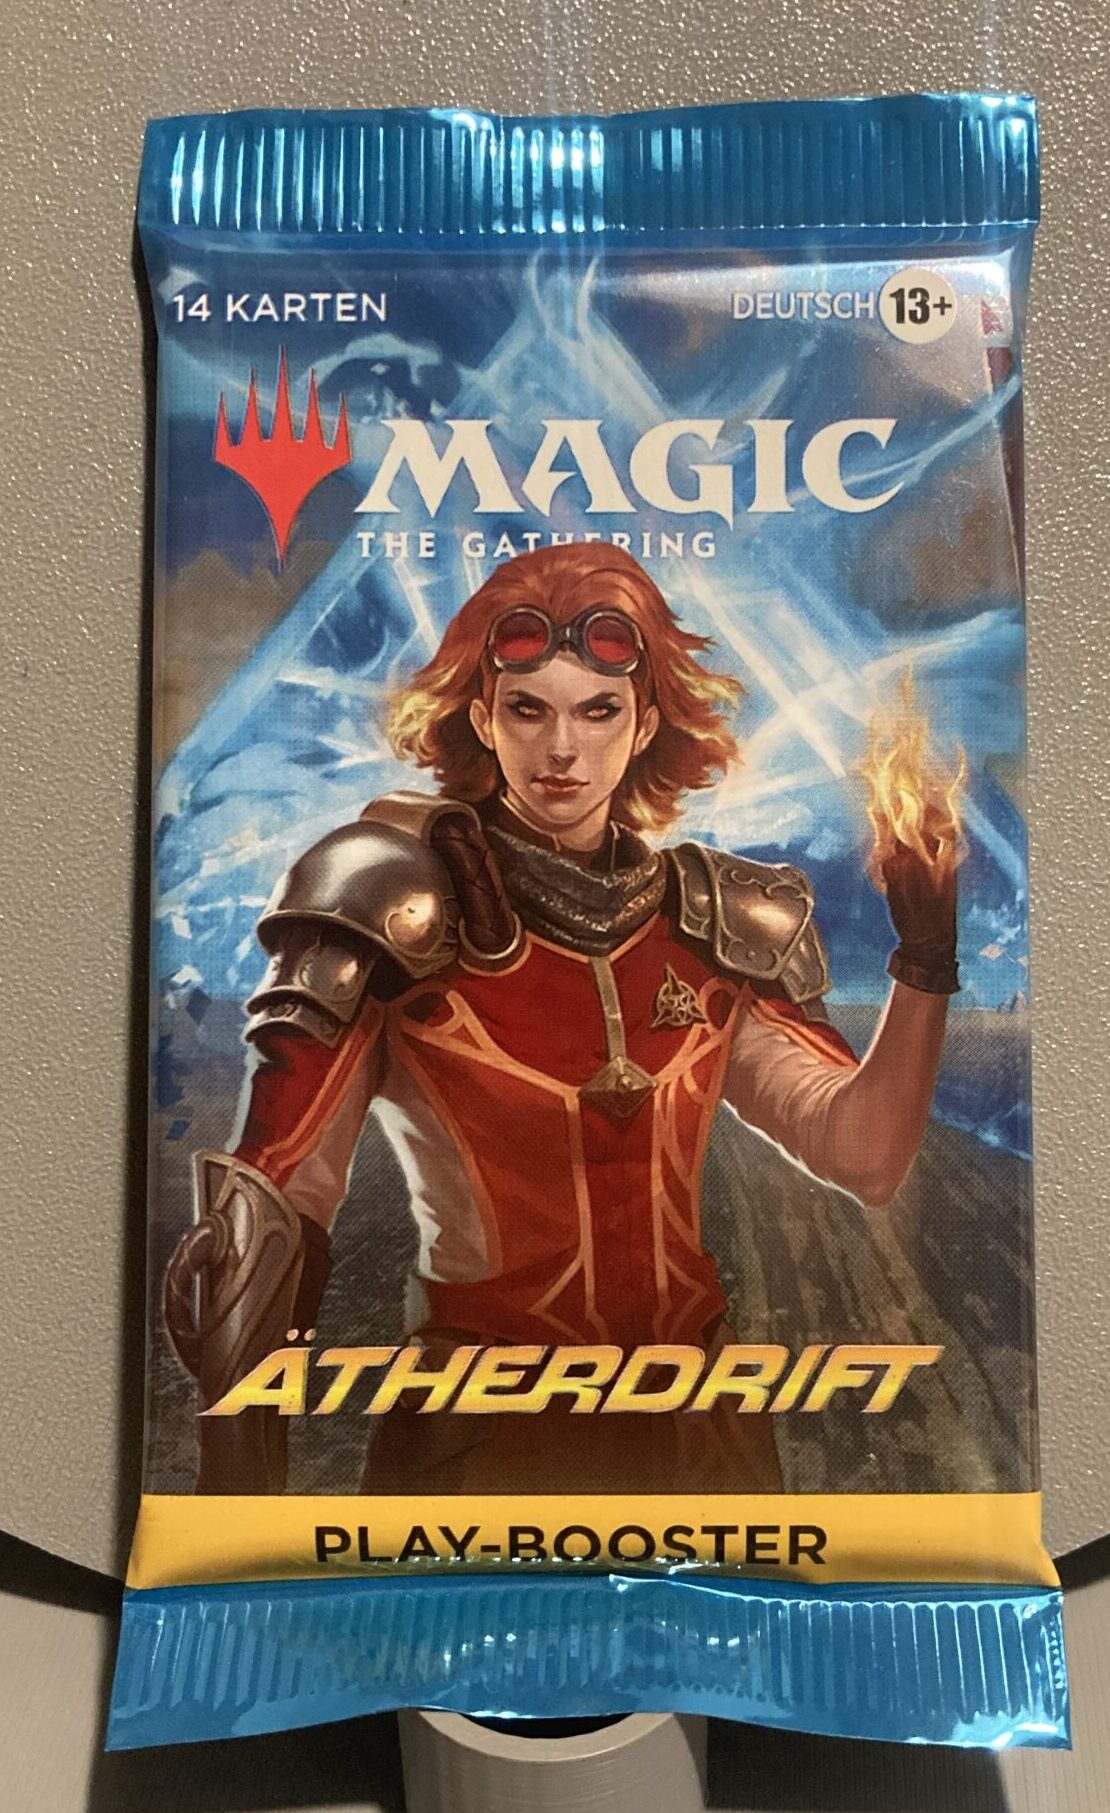 14 KARTEN
DEUTSCH 13+
MAGIC
THE GATHERING
ÄTHERDRIFT
PLAY-BOOSTER